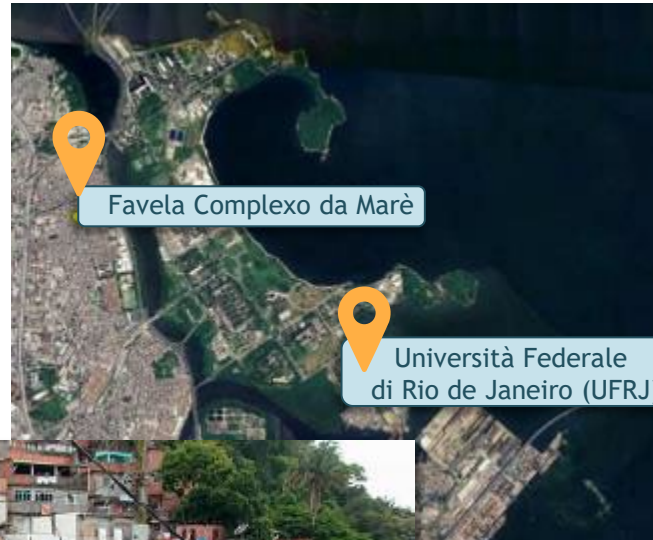 Favela Complexo da Marè
Università Federale
di Rio de Janeiro (UFRJ